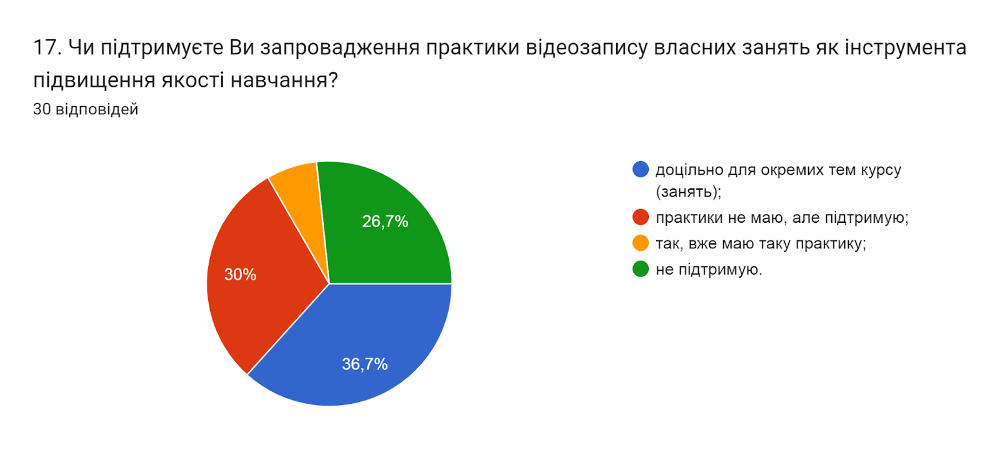 17. Чи підтримуєте Ви запровадження практики відеозапису власних занять як інструмента
підвищення якості навчання?
30 відповідей
доцільно для окремих тем курсу
(занять);
практики не маю, але підтримую;
так, вже маю таку практику;
не підтримую.
26,7%
30%
36,7%